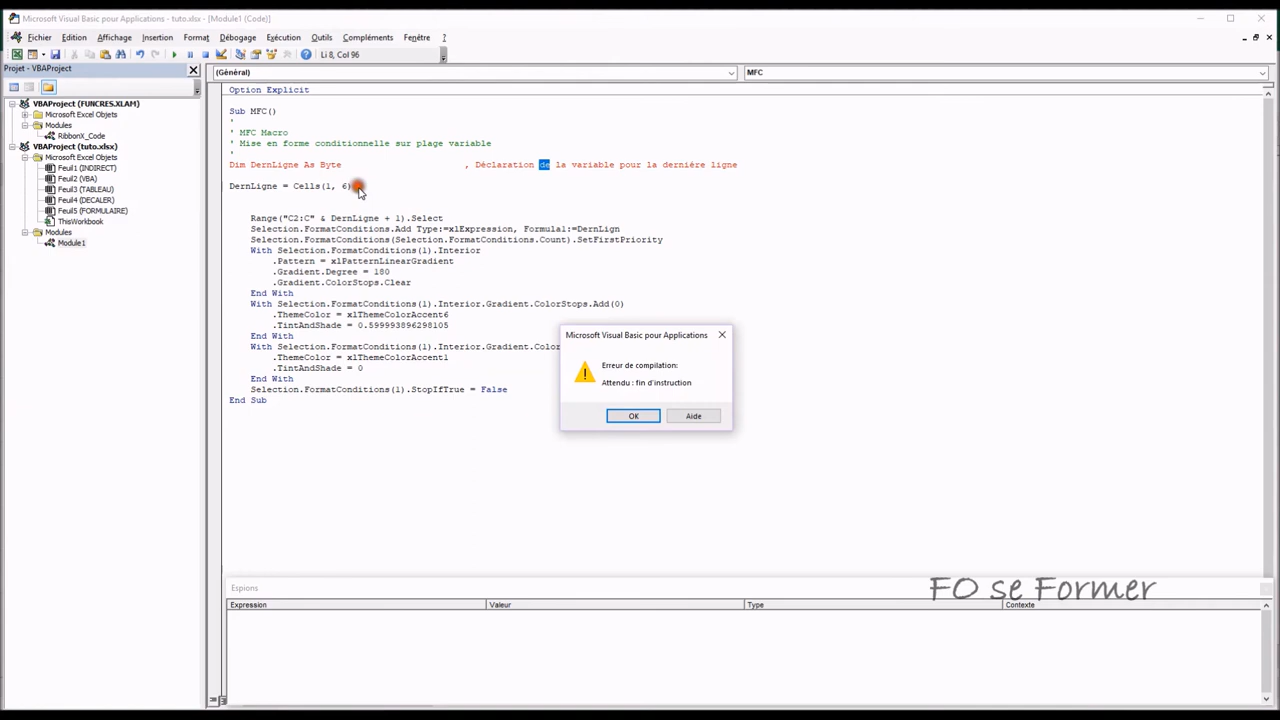 Microsoft Visual Basic pour Applications - tuto.xlsx - [Module1 (Code)]
Fichier Edition Affichage Insertion Format Débogage Exécution Outils Compléments Fenêtre ?
Li 8, Col 96
Projet - VBAProject
(Général)
MFC
VBAProject (FUNCRES.XLAM)
Microsoft Excel Objets
Modules
RibbonX_Code
VBAProject (tuto.xlsx)
Microsoft Excel Objets
Feuil1 (INDIRECT)
Feuil2 (VBA)
Feuil3 (TABLEAU)
Feuil4 (DECALER)
Feuil5 (FORMULAIRE)
ThisWorkbook
Modules
Module1
Option Explicit
Sub MFC()
'
' MFC Macro
' Mise en forme conditionnelle sur plage variable
'
Dim DernLigne As Byte , Déclaration de la variable pour la derniére ligne
DernLigne = Cells(1, 6)
Range("C2:C" & DernLigne + 1).Select
Selection.FormatConditions.Add Type:=xlExpression, Formula1:=DernLign
Selection.FormatConditions(Selection.FormatConditions.Count).SetFirstPriority
With Selection.FormatConditions(1).Interior
.Pattern = xlPatternLinearGradient
.Gradient.Degree = 180
.Gradient.ColorStops.Clear
End With
With Selection.FormatConditions(1).Interior.Gradient.ColorStops.Add(0)
.ThemeColor = xlThemeColorAccent6
.TintAndShade = 0.599993896298105
End With
With Selection.FormatConditions(1).Interior.Gradient.Col
.ThemeColor = xlThemeColorAccent1
.TintAndShade = 0
End With
Selection.FormatConditions(1).StopIfTrue = False
End Sub
Microsoft Visual Basic pour Applications
Erreur de compilation:
Attendu : fin d'instruction
OK
Aide
Espions
FO se Former
Expression Valeur Type Contexte